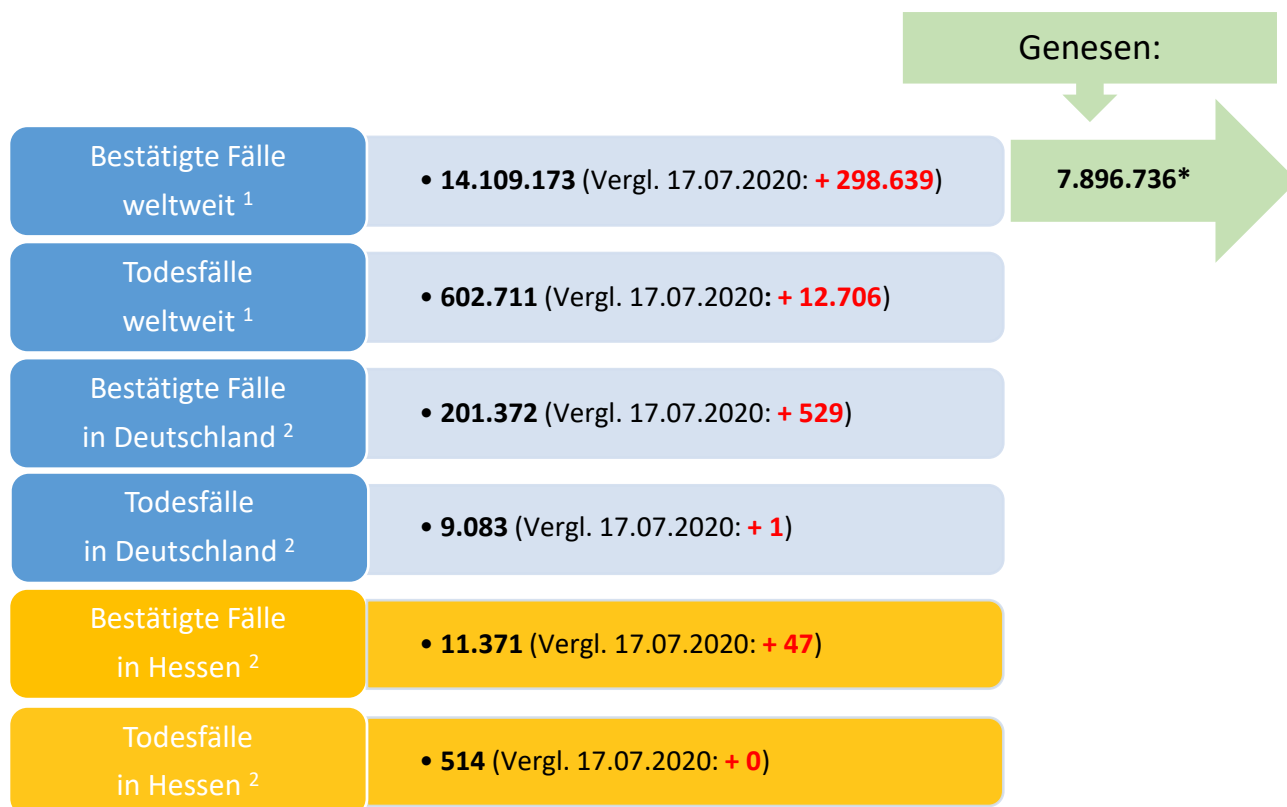 Genesen:
Bestätigte Fälle
weltweit ¹
• 14.109.173 (Vergl. 17.07.2020: + 298.639)
7.896.736*
Todesfälle
weltweit ¹
• 602.711 (Vergl. 17.07.2020: + 12.706)
Bestätigte Fälle
in Deutschland ²
• 201.372 (Vergl. 17.07.2020: + 529)
Todesfälle
in Deutschland ²
• 9.083 (Vergl. 17.07.2020: + 1)
Bestätigte Fälle
in Hessen ²
• 11.371 (Vergl. 17.07.2020: + 47)
Todesfälle
in Hessen ²
• 514 (Vergl. 17.07.2020: + 0)